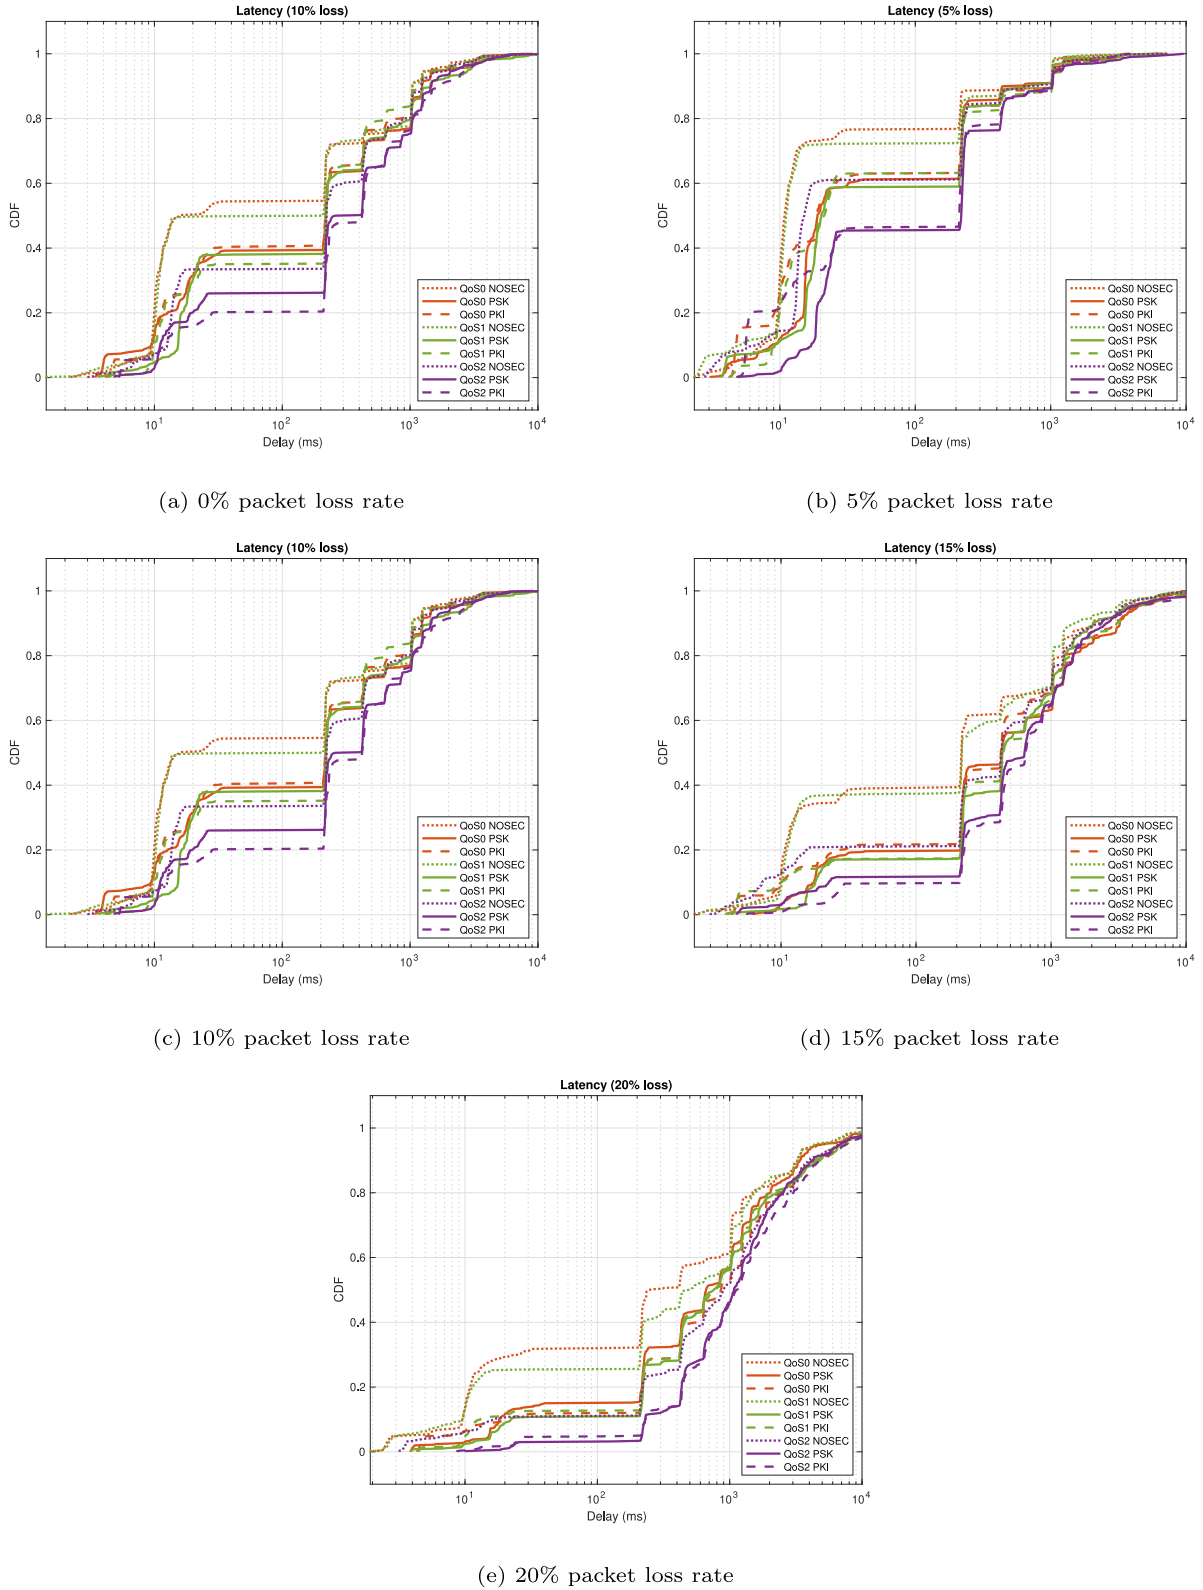 Latency (10% loss)
1
0.8
0.6
0.4
0.2
0
CDF
QoS0 NOSEC
QoS0 PSK
QoS0 PKI
QoS1 NOSEC
QoS1 PSK
QoS1 PKI
QoS2 NOSEC
QoS2 PSK
QoS2 PKI
10^1 10^2 10^3 10^4
Delay (ms)
(a) 0% packet loss rate
Latency (5% loss)
1
0.8
0.6
0.4
0.2
0
CDF
QoS0 NOSEC
QoS0 PSK
QoS0 PKI
QoS1 NOSEC
QoS1 PSK
QoS1 PKI
QoS2 NOSEC
QoS2 PSK
QoS2 PKI
10^1 10^2 10^3 10^4
Delay (ms)
(b) 5% packet loss rate
Latency (10% loss)
1
0.8
0.6
0.4
0.2
0
CDF
QoS0 NOSEC
QoS0 PSK
QoS0 PKI
QoS1 NOSEC
QoS1 PSK
QoS1 PKI
QoS2 NOSEC
QoS2 PSK
QoS2 PKI
10^1 10^2 10^3 10^4
Delay (ms)
(c) 10% packet loss rate
Latency (15% loss)
1
0.8
0.6
0.4
0.2
0
CDF
QoS0 NOSEC
QoS0 PSK
QoS0 PKI
QoS1 NOSEC
QoS1 PSK
QoS1 PKI
QoS2 NOSEC
QoS2 PSK
QoS2 PKI
10^1 10^2 10^3 10^4
Delay (ms)
(d) 15% packet loss rate
Latency (20% loss)
1
0.8
0.6
0.4
0.2
0
CDF
QoS0 NOSEC
QoS0 PSK
QoS0 PKI
QoS1 NOSEC
QoS1 PSK
QoS1 PKI
QoS2 NOSEC
QoS2 PSK
QoS2 PKI
10^1 10^2 10^3 10^4
Delay (ms)
(e) 20% packet loss rate